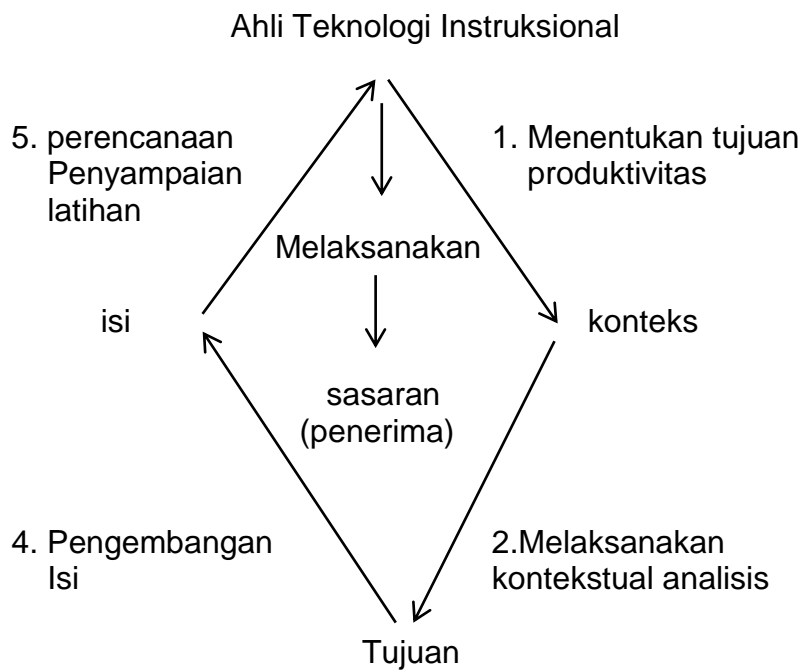 Ahli Teknologi Instruksional
5. perencanaan
Penyampaian
latihan
1. Menentukan tujuan
produktivitas
Melaksanakan
isi
konteks
sasaran
(penerima)
4. Pengembangan
Isi
2.Melaksanakan
kontekstual analisis
Tujuan